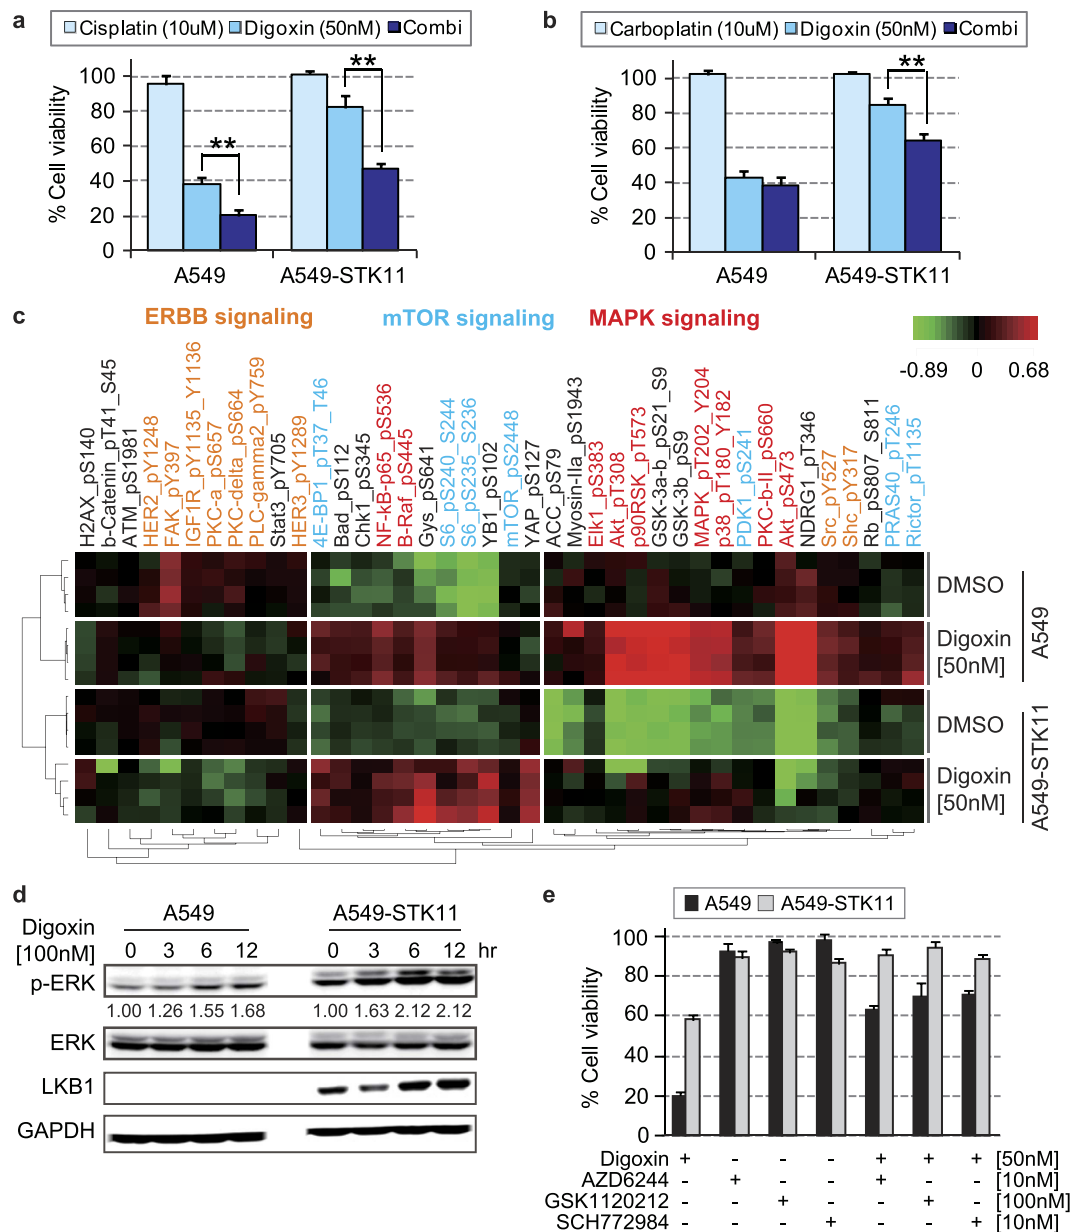 a
Cisplatin (10uM) Digoxin (50nM) Combi
% Cell viability
100
80
60
40
20
0
**
**
A549
A549-STK11
b
Carboplatin (10uM) Digoxin (50nM) Combi
% Cell viability
100
80
60
40
20
0
**
A549
A549-STK11
c
ERBB signaling
mTOR signaling
MAPK signaling
-0.89 0 0.68
H2AX_pS140
b-Catenin_pT41_S45
ATM_pS1981
HER2_pY1248
FAK_pY397
IGF1R_pY1135_Y1136
PKC-a_pS657
PKC-delta_pS664
PLC-gamma2_pY759
Stat3_pY705
HER3_pY1289
4E-BP1_pT37_T46
Bad_pS112
Chk1_pS345
NF-kB-p65_pS536
B-Raf_pS445
Gys_pS641
S6_pS240_S244
S6_pS235_S236
YB1_pS102
mTOR_pS2448
YAP_pS127
ACC_pS79
Myosin-IIa_pS1943
Elk1_pS383
Akt_pT308
p90RSK_pT573
GSK-3a-b_pS21_S9
GSK-3b_pS9
MAPK_pT202_Y204
p38_pT180_Y182
PDK1_pS241
PKC-b-II_pS660
Akt_pS473
NDRG1_pT346
Src_pY527
Shc_pY317
Rb_pS807_S811
PRAS40_pT246
Rictor_pT1135
DMSO
Digoxin
[50nM]
A549
DMSO
Digoxin
[50nM]
A549-STK11
d
A549
A549-STK11
Digoxin
[100nM]
0 3 6 12 0 3 6 12 hr
p-ERK
1.00 1.26 1.55 1.68 1.00 1.63 2.12 2.12
ERK
LKB1
GAPDH
e
A549 A549-STK11
% Cell viability
100
80
60
40
20
0
Digoxin + - - - + + + [50nM]
AZD6244 - + - - + - - [10nM]
GSK1120212 - - + - - + - [100nM]
SCH772984 - - - + - - + [10nM]